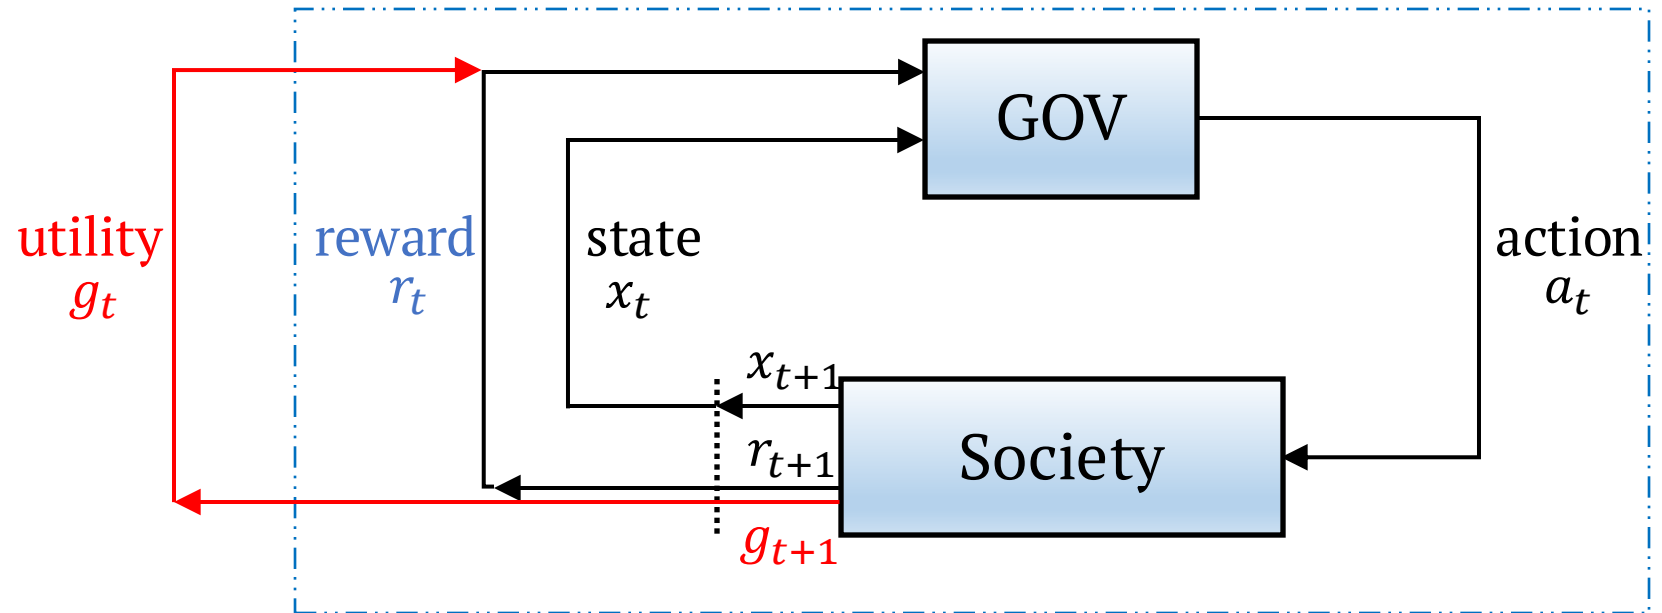 GOV
utility
g_t
reward
r_t
state
x_t
action
a_t
x_{t+1}
r_{t+1}
Society
g_{t+1}